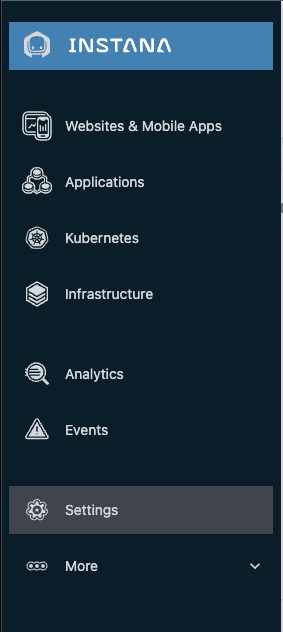 INSTANA
Websites & Mobile Apps
Applications
Kubernetes
Infrastructure
Analytics
Events
Settings
More